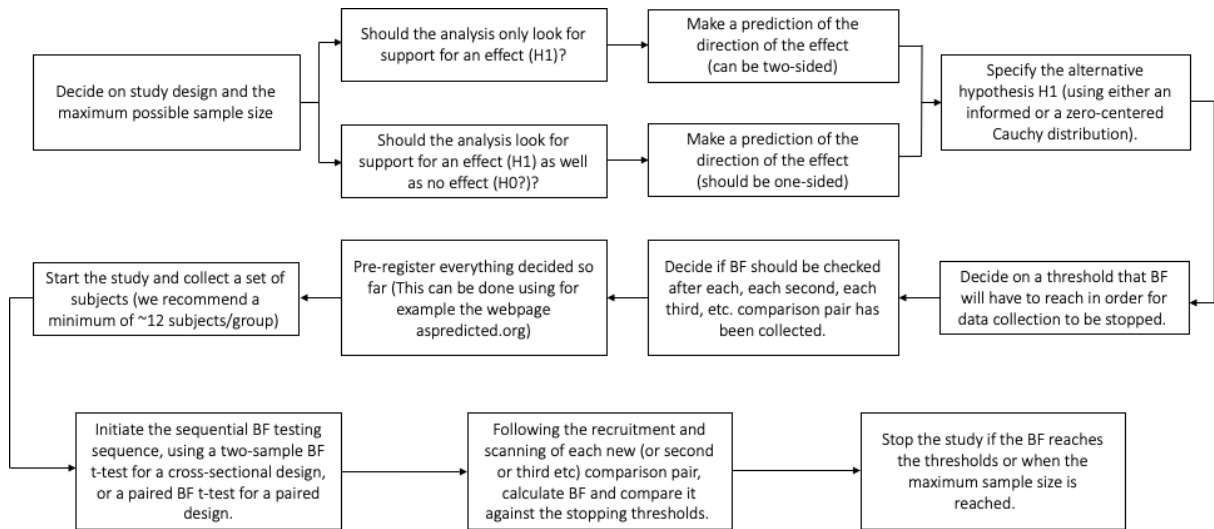 Decide on study design and the
maximum possible sample size
Should the analysis only look for
support for an effect (H1)?
Make a prediction of the
direction of the effect
(can be two-sided)
Should the analysis look for
support for an effect (H1) as well
as no effect (H0?)?
Make a prediction of the
direction of the effect
(should be one-sided)
Specify the alternative
hypothesis H1 (using either an
informed or a zero-centered
Cauchy distribution).
Decide on a threshold that BF
will have to reach in order for
data collection to be stopped.
Decide if BF should be checked
after each, each second, each
third, etc. comparison pair has
been collected.
Pre-register everything decided so
far (This can be done using for
example the webpage
aspredicted.org)
Start the study and collect a set of
subjects (we recommend a
minimum of ~12 subjects/group)
Initiate the sequential BF testing
sequence, using a two-sample BF
t-test for a cross-sectional design,
or a paired BF t-test for a paired
design.
Following the recruitment and
scanning of each new (or second
or third etc) comparison pair,
calculate BF and compare it
against the stopping thresholds.
Stop the study if the BF reaches
the thresholds or when the
maximum sample size is
reached.